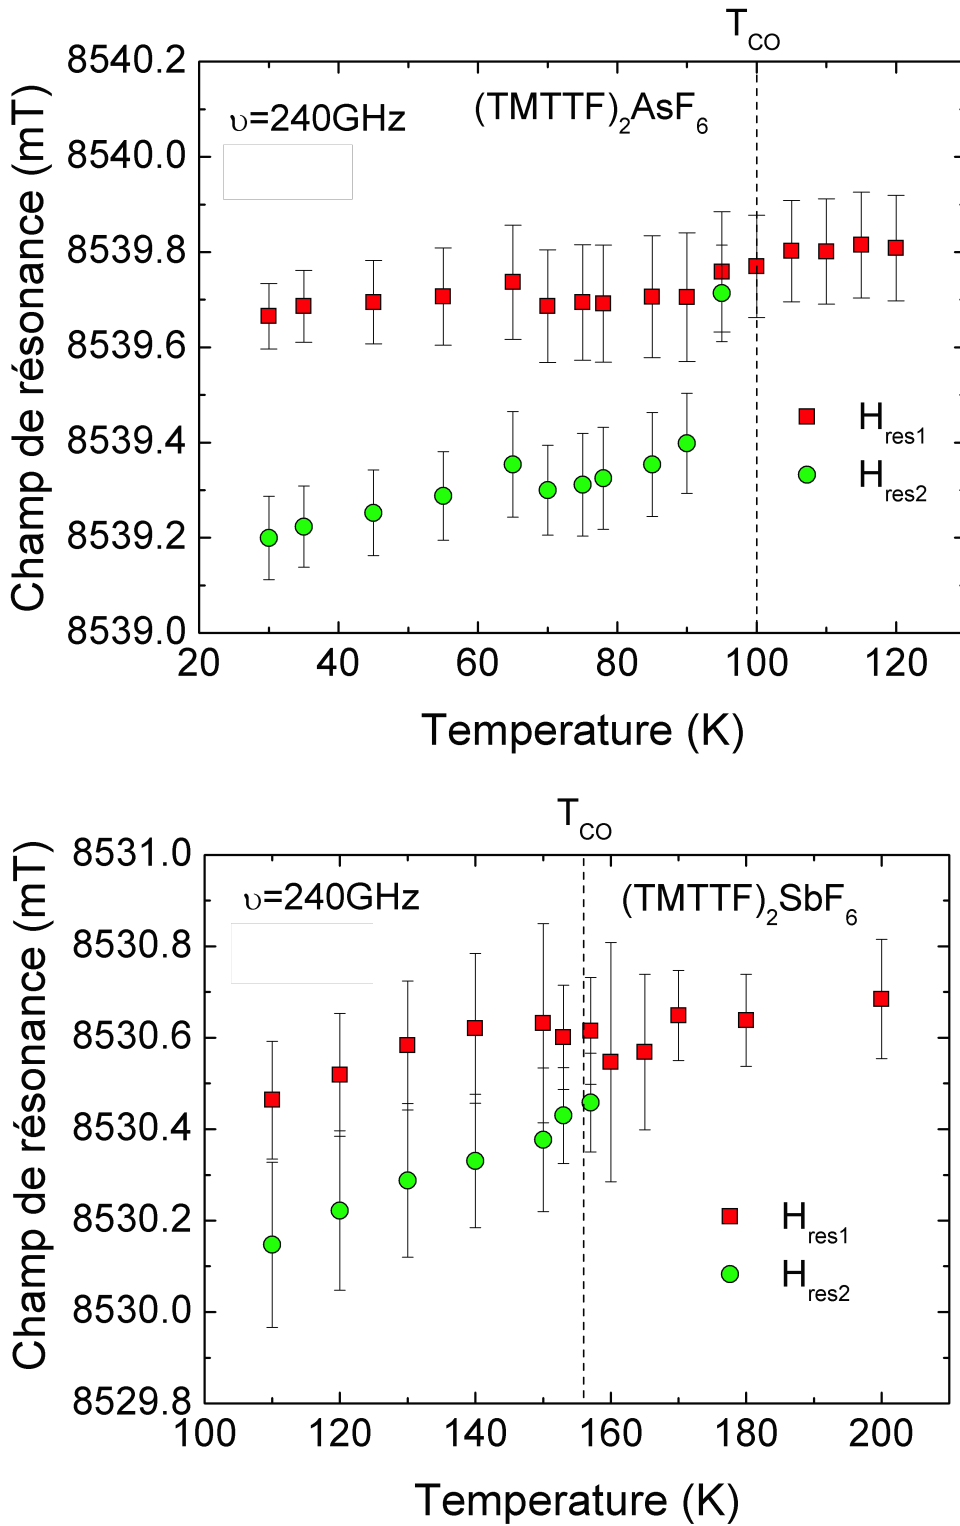 T_CO
8540.2
υ=240GHz
(TMTTF)₂AsF₆
8540.0
8539.8
8539.6
8539.4
8539.2
8539.0
Champ de résonance (mT)
H_res1
H_res2
20 40 60 80 100 120
Temperature (K)
T_CO
8531.0
υ=240GHz
(TMTTF)₂SbF₆
8530.8
8530.6
8530.4
8530.2
8530.0
8529.8
Champ de résonance (mT)
H_res1
H_res2
100 120 140 160 180 200
Temperature (K)